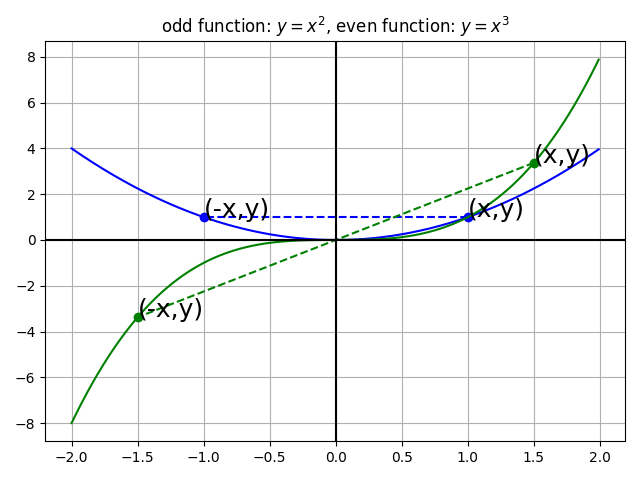 odd function: y = x², even function: y = x³
8
6
4
(x,y)
2
(-x,y)
(x,y)
0
−2
(-x,y)
−4
−6
−8
−2.0 −1.5 −1.0 −0.5 0.0 0.5 1.0 1.5 2.0